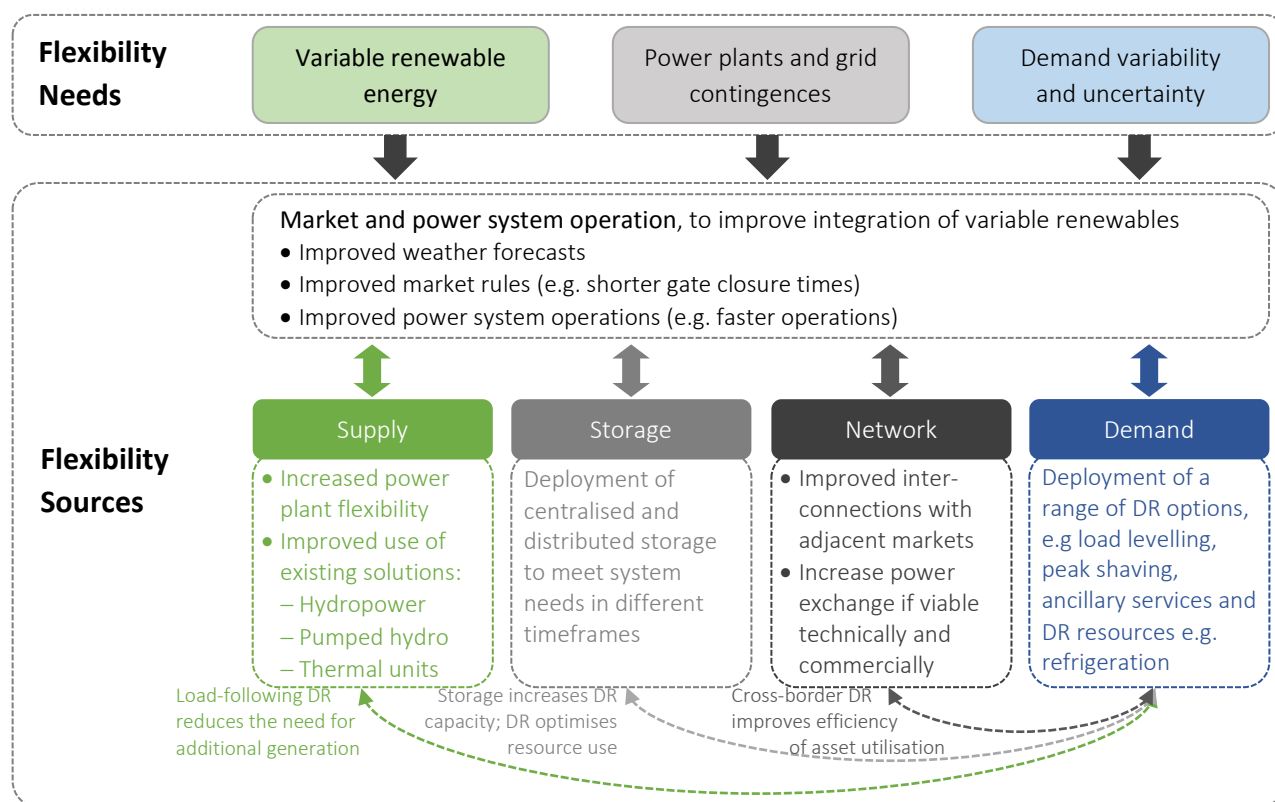 Flexibility
Needs
Variable renewable
energy
Power plants and grid
contingences
Demand variability
and uncertainty
Market and power system operation, to improve integration of variable renewables
• Improved weather forecasts
• Improved market rules (e.g. shorter gate closure times)
• Improved power system operations (e.g. faster operations)
Flexibility
Sources
Supply
• Increased power
plant flexibility
• Improved use of
existing solutions:
– Hydropower
– Pumped hydro
– Thermal units
Storage
Deployment of
centralised and
distributed storage
to meet system
needs in different
timeframes
Network
• Improved inter-
connections with
adjacent markets
• Increase power
exchange if viable
technically and
commercially
Demand
Deployment of a
range of DR options,
e.g load levelling,
peak shaving,
ancillary services and
DR resources e.g.
refrigeration
Load-following DR
reduces the need for
additional generation
Storage increases DR
capacity; DR optimises
resource use
Cross-border DR
improves efficiency
of asset utilisation